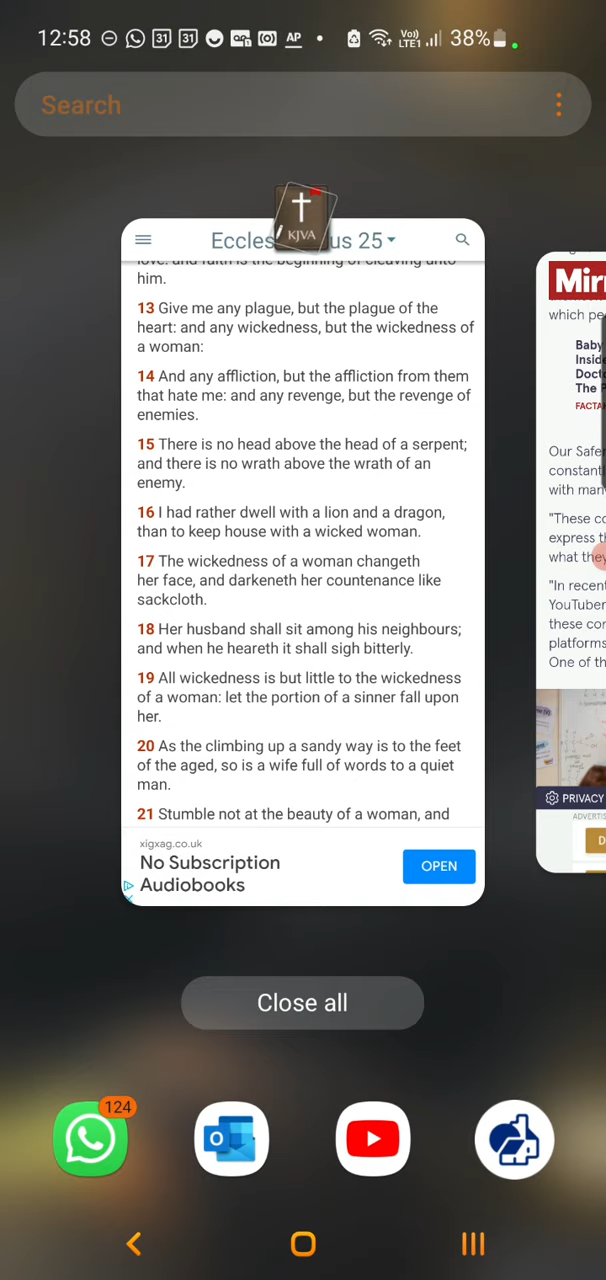 12:58 31 31 AP Vo)) LTE1 38%
Search
KJVA
Eccles us 25
love: and faith is the beginning of cleaving unto
him.
13 Give me any plague, but the plague of the
heart: and any wickedness, but the wickedness of
a woman:
14 And any affliction, but the affliction from them
that hate me: and any revenge, but the revenge of
enemies.
15 There is no head above the head of a serpent;
and there is no wrath above the wrath of an
enemy.
16 I had rather dwell with a lion and a dragon,
than to keep house with a wicked woman.
17 The wickedness of a woman changeth
her face, and darkeneth her countenance like
sackcloth.
18 Her husband shall sit among his neighbours;
and when he heareth it shall sigh bitterly.
19 All wickedness is but little to the wickedness
of a woman: let the portion of a sinner fall upon
her.
20 As the climbing up a sandy way is to the feet
of the aged, so is a wife full of words to a quiet
man.
21 Stumble not at the beauty of a woman, and
xigxag.co.uk
No Subscription
Audiobooks
OPEN
Mir
which pe
Baby
Inside
Docto
The P
FACTA
Our Safe
constant
with man
"These co
express th
what they
"In recent
YouTuber
these con
platforms
One of th
PRIVACY
ADVERTIS
D
Close all
124